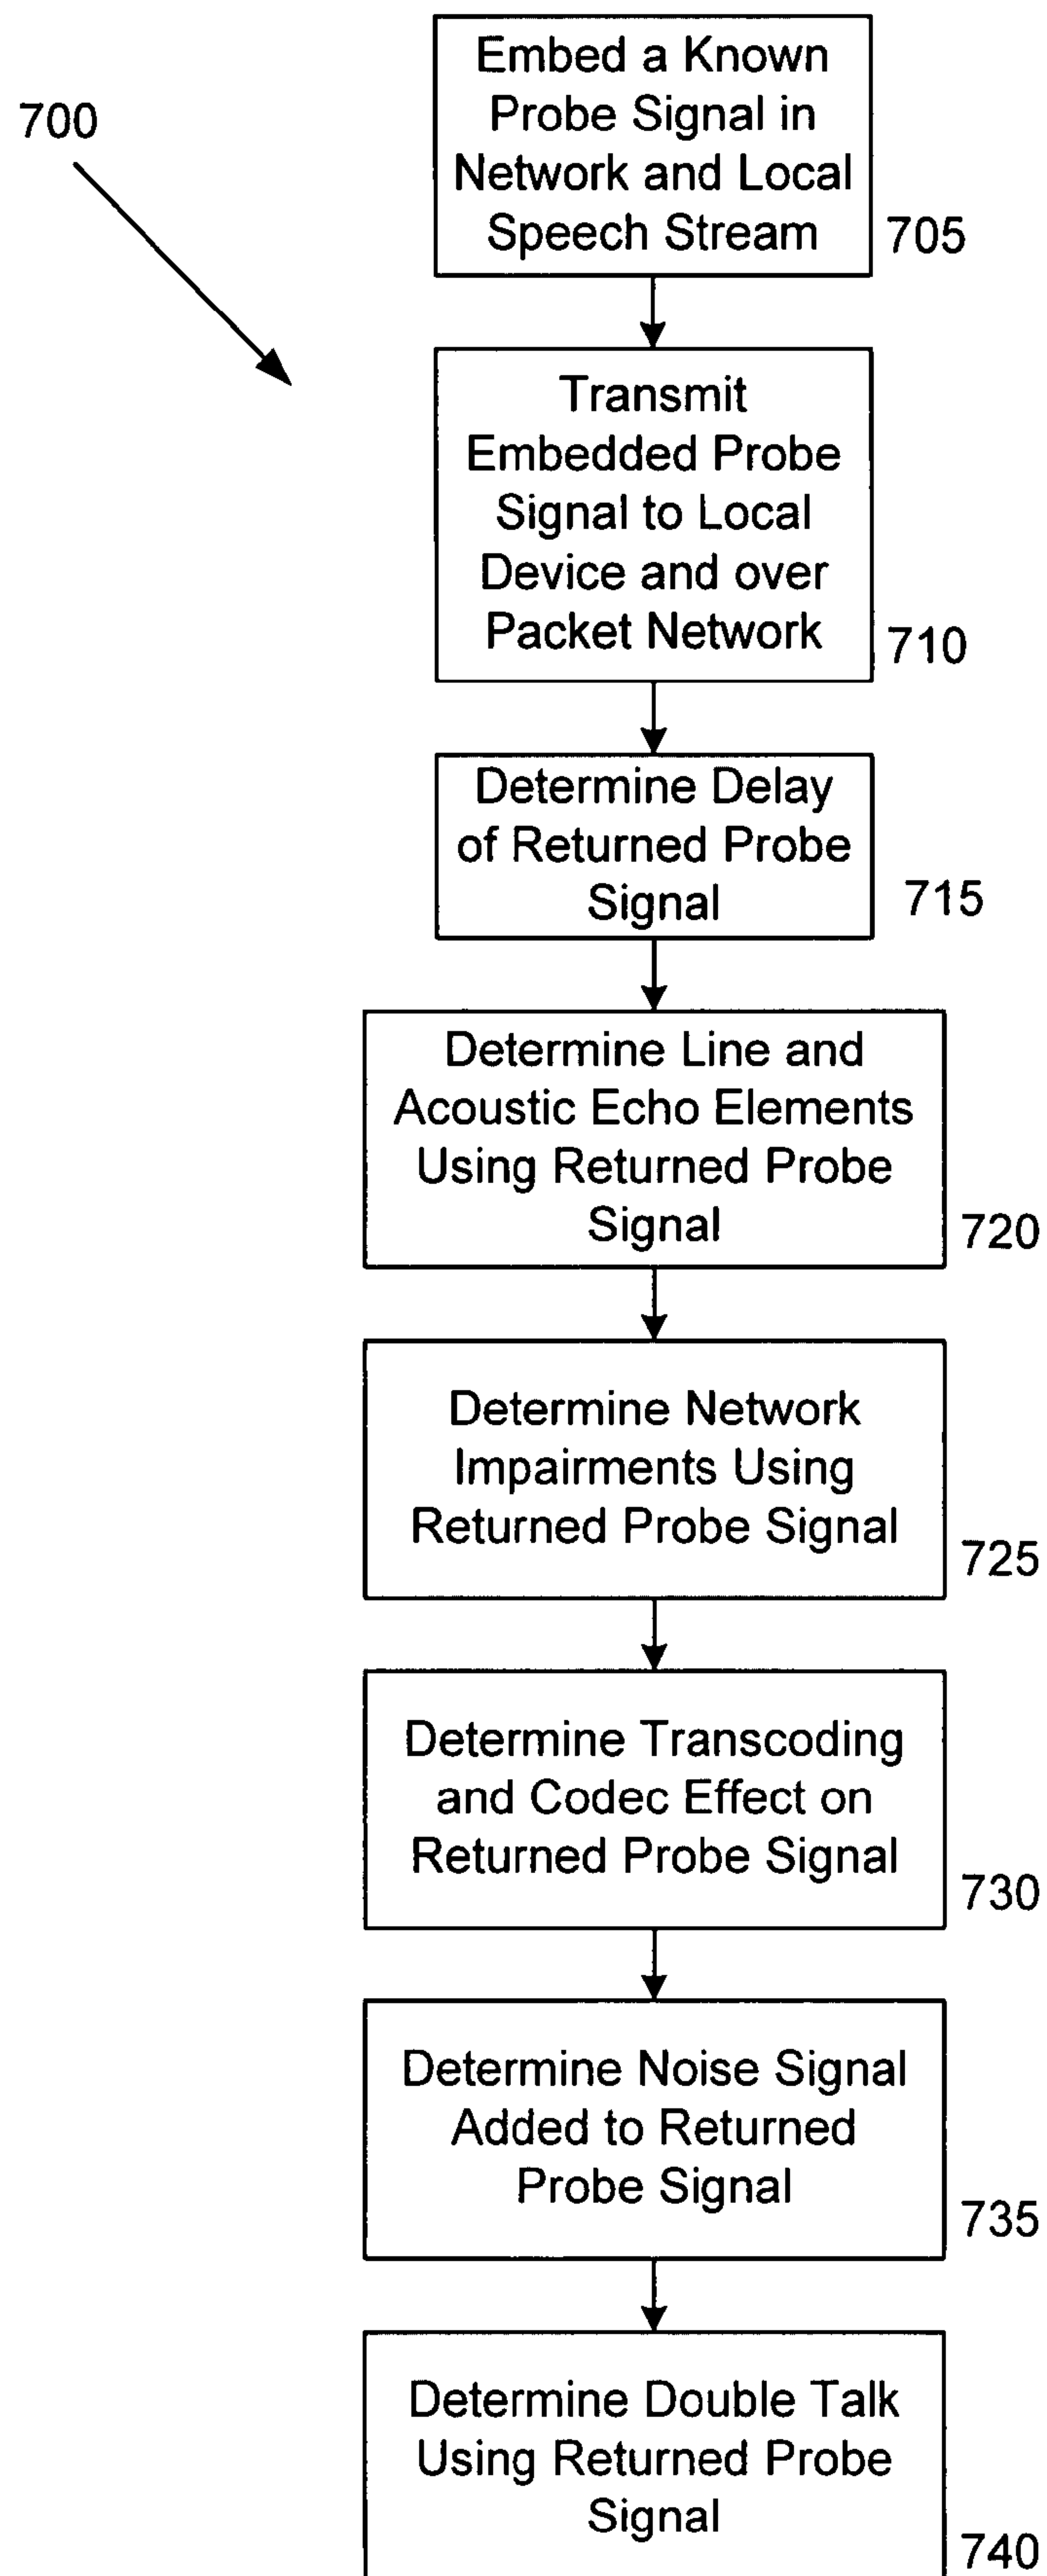 700
Embed a Known
Probe Signal in
Network and Local
Speech Stream
705
Transmit
Embedded Probe
Signal to Local
Device and over
Packet Network
710
Determine Delay
of Returned Probe
Signal
715
Determine Line and
Acoustic Echo Elements
Using Returned Probe
Signal
720
Determine Network
Impairments Using
Returned Probe Signal
725
Determine Transcoding
and Codec Effect on
Returned Probe Signal
730
Determine Noise Signal
Added to Returned
Probe Signal
735
Determine Double Talk
Using Returned Probe
Signal
740